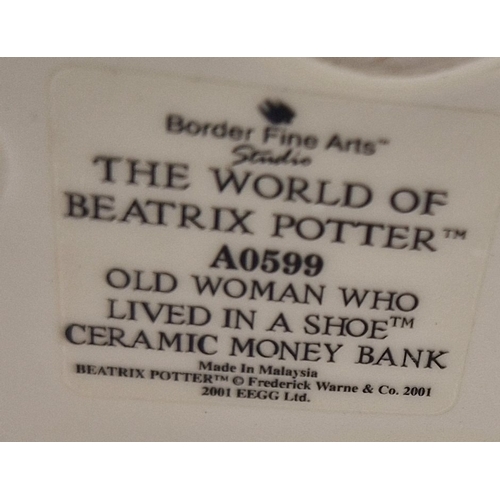 Border Fine Arts™
Studio
THE WORLD OF
BEATRIX POTTER™
A0599
OLD WOMAN WHO
LIVED IN A SHOE™
CERAMIC MONEY BANK
Made In Malaysia
BEATRIX POTTER™ © Frederick Warne & Co. 2001
2001 EEGG Ltd.